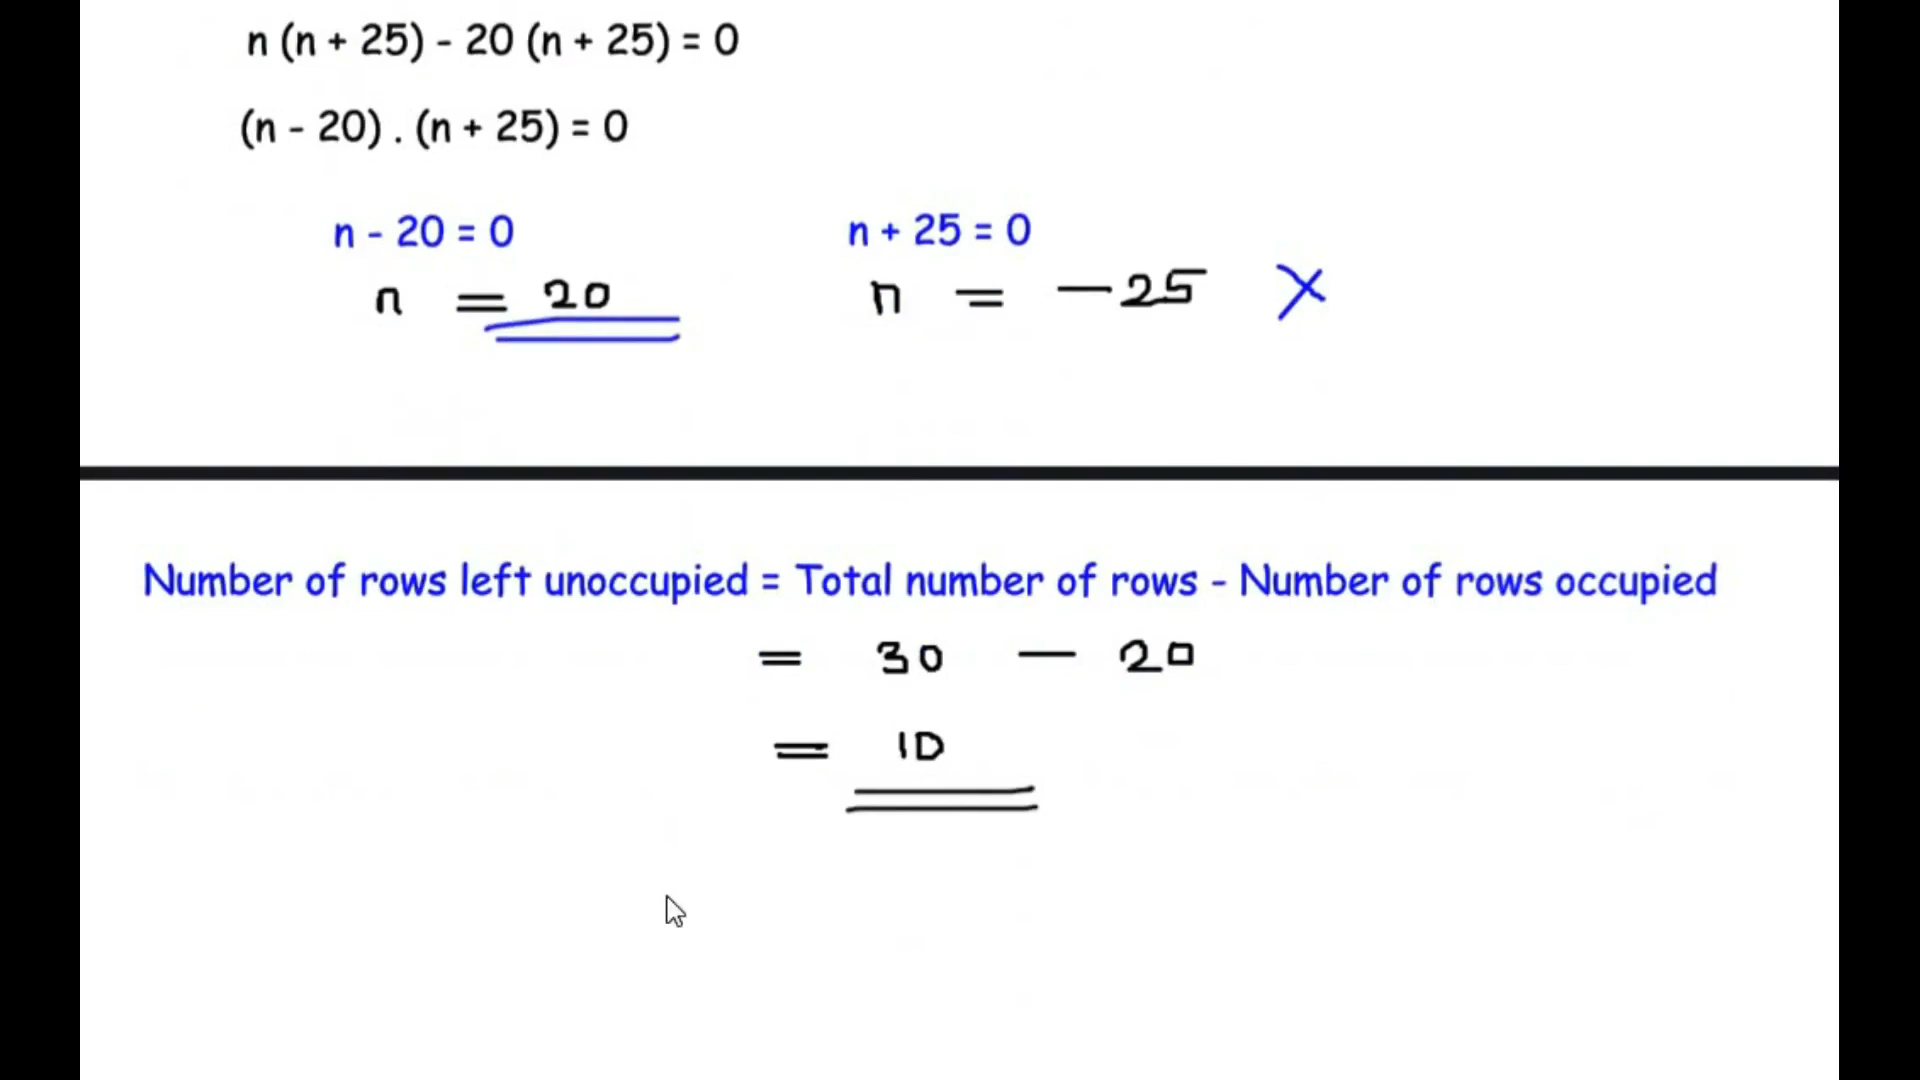 n (n + 25) - 20 (n + 25) = 0
(n - 20) . (n + 25) = 0
n - 20 = 0 n + 25 = 0
n = 20 n = -25 X
Number of rows left unoccupied = Total number of rows - Number of rows occupied
= 30 - 20
= 10